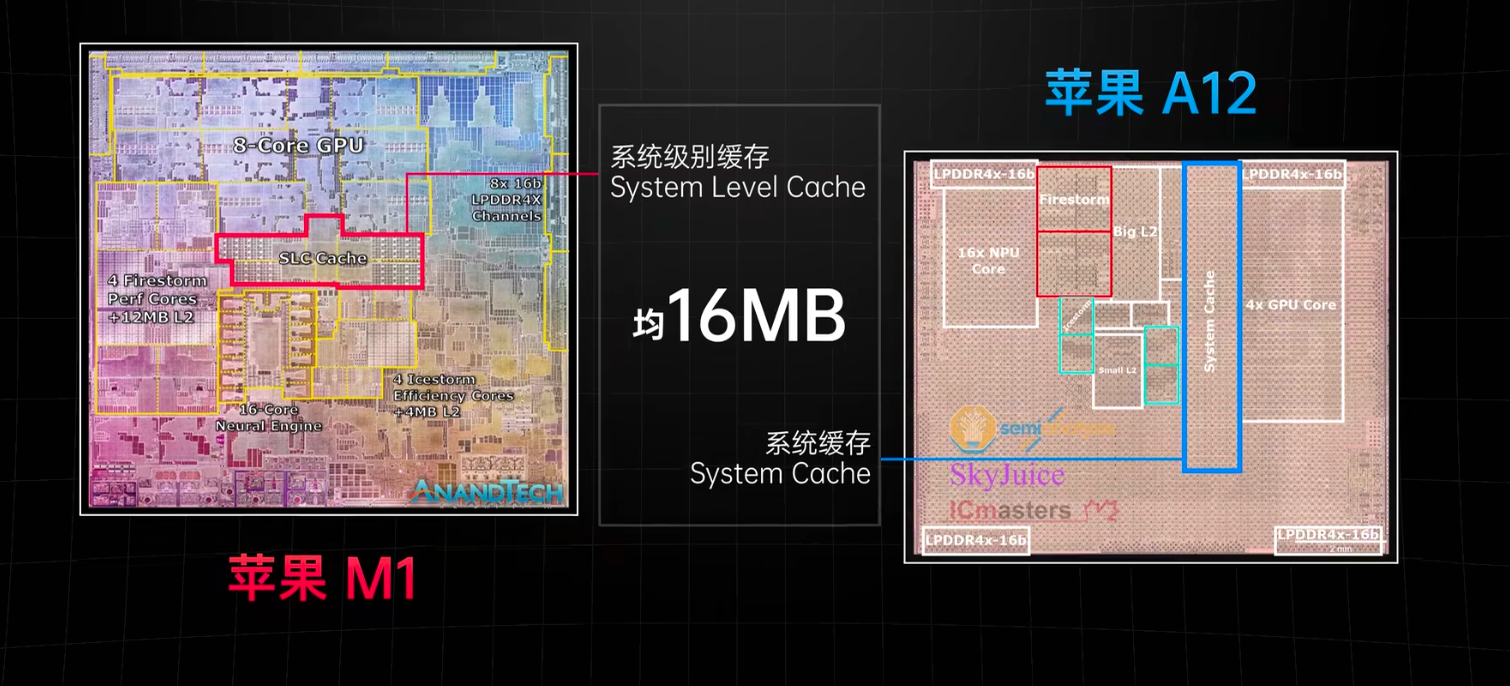 8-Core GPU
8x 16b
LPDDR4X
Channels
SLC Cache
4 Firestorm
Perf Cores
+12MB L2
4 Icestorm
Efficiency Cores
+4MB L2
16-Core
Neural Engine
ANANDTECH
苹果 M1
系统级别缓存
System Level Cache
均16MB
系统缓存
System Cache
苹果 A12
LPDDR4x-16b
LPDDR4x-16b
Firestorm
Big L2
16x NPU
Core
System Cache
4x GPU Core
Icestorm
Small L2
semi
SkyJuice
ICmasters
LPDDR4x-16b
LPDDR4x-16b
2 mm